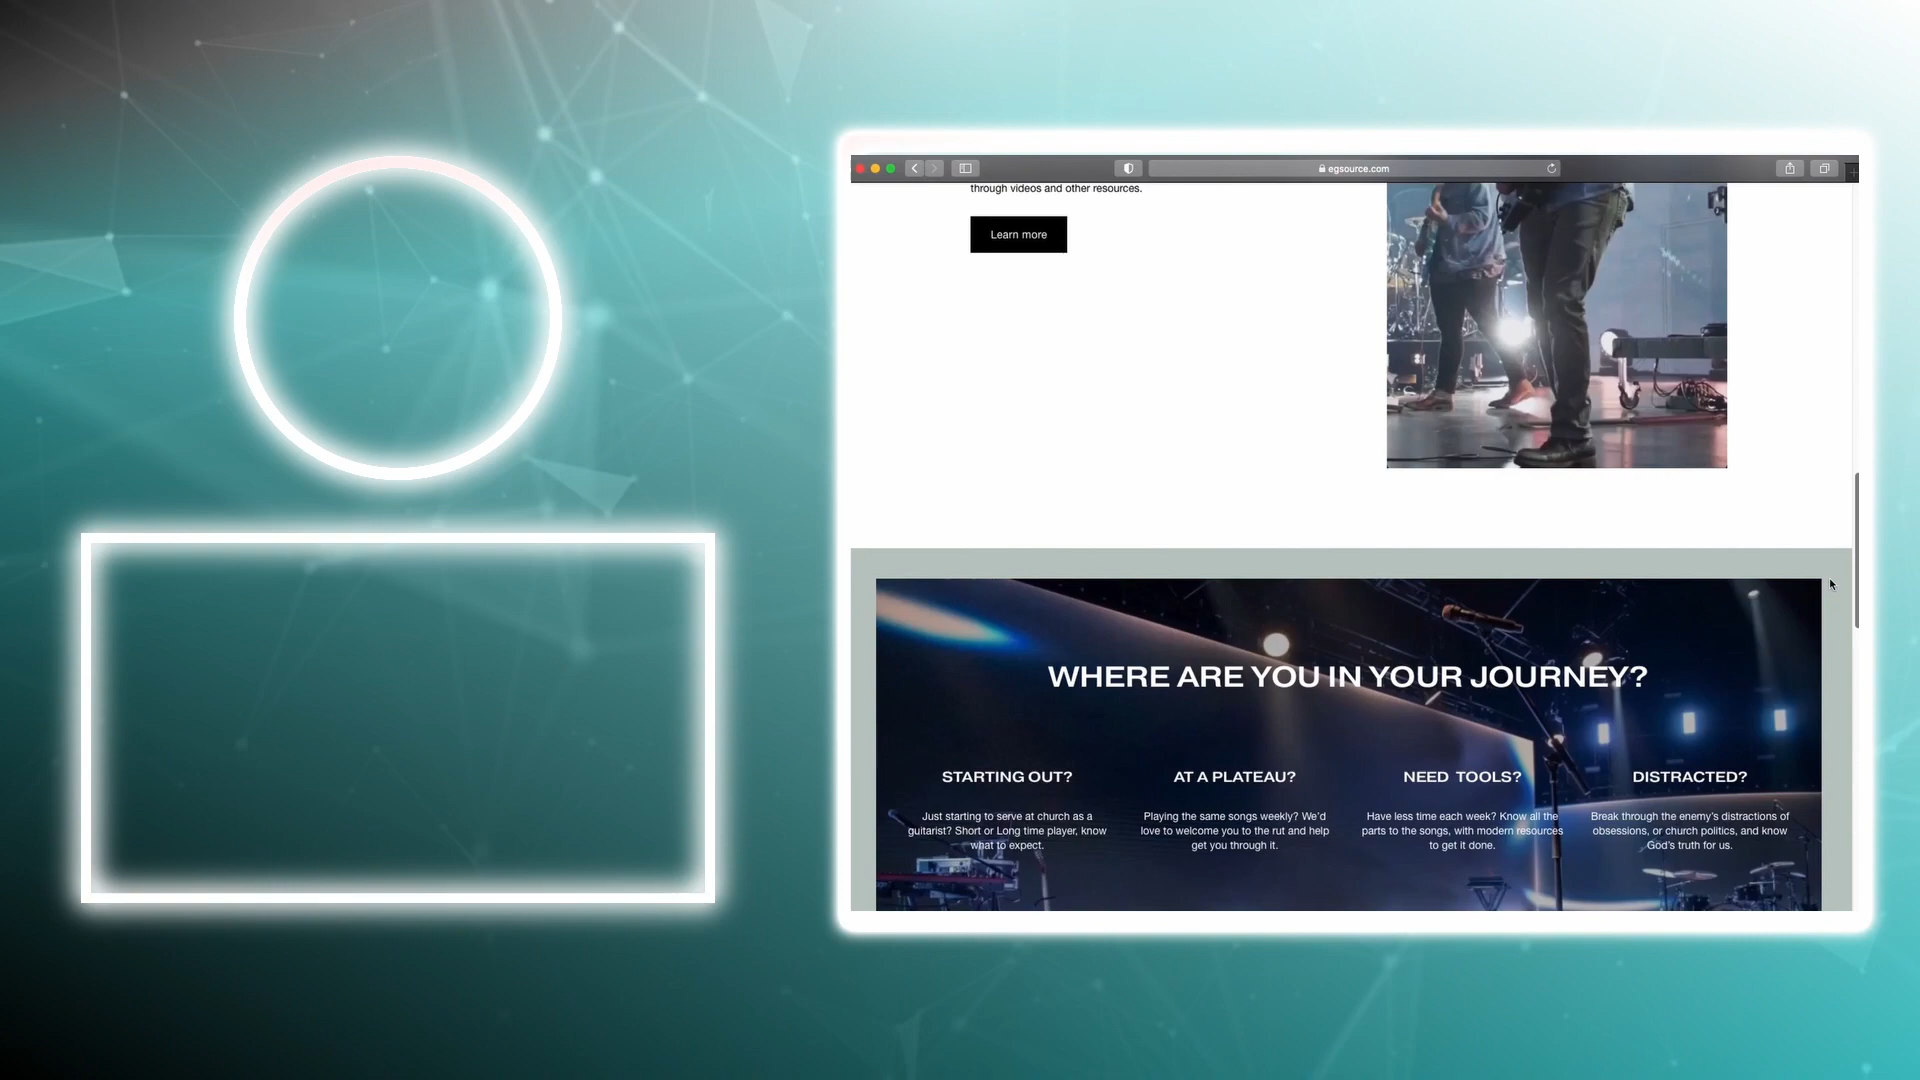 egsource.com
through videos and other resources.
Learn more
WHERE ARE YOU IN YOUR JOURNEY?
STARTING OUT?
Just starting to serve at church as a
guitarist? Short or Long time player, know
what to expect.
AT A PLATEAU?
Playing the same songs weekly? We'd
love to welcome you to the rut and help
get you through it.
NEED TOOLS?
Have less time each week? Know all the
parts to the songs, with modern resources
to get it done.
DISTRACTED?
Break through the enemy's distractions of
obsessions, or church politics, and know
God's truth for us.